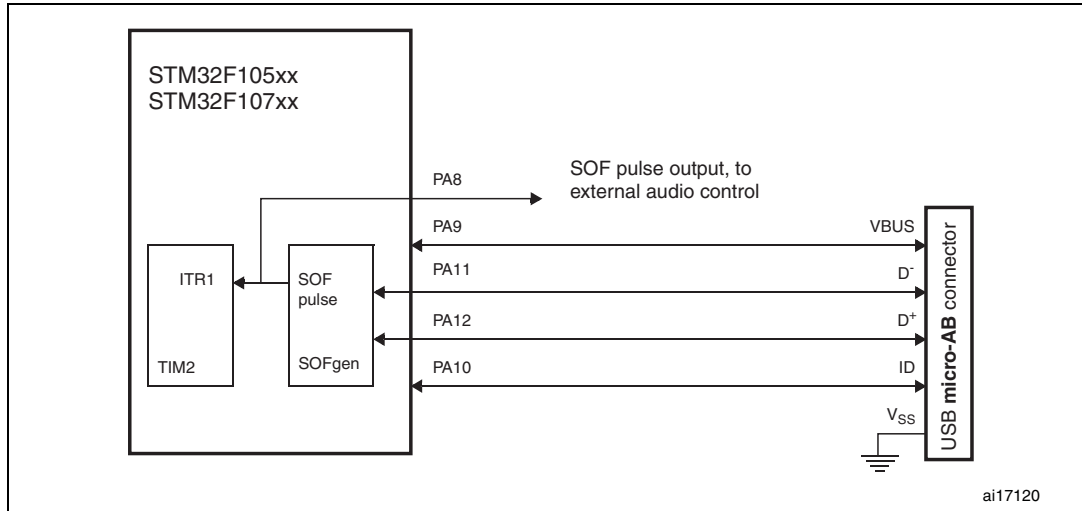 STM32F105xx
STM32F107xx
SOF pulse output, to
external audio control
PA8
PA9
VBUS
ITR1
SOF
pulse
PA11
D-
PA12
D+
TIM2
SOFgen
PA10
ID
VSS
USB micro-AB connector
ai17120